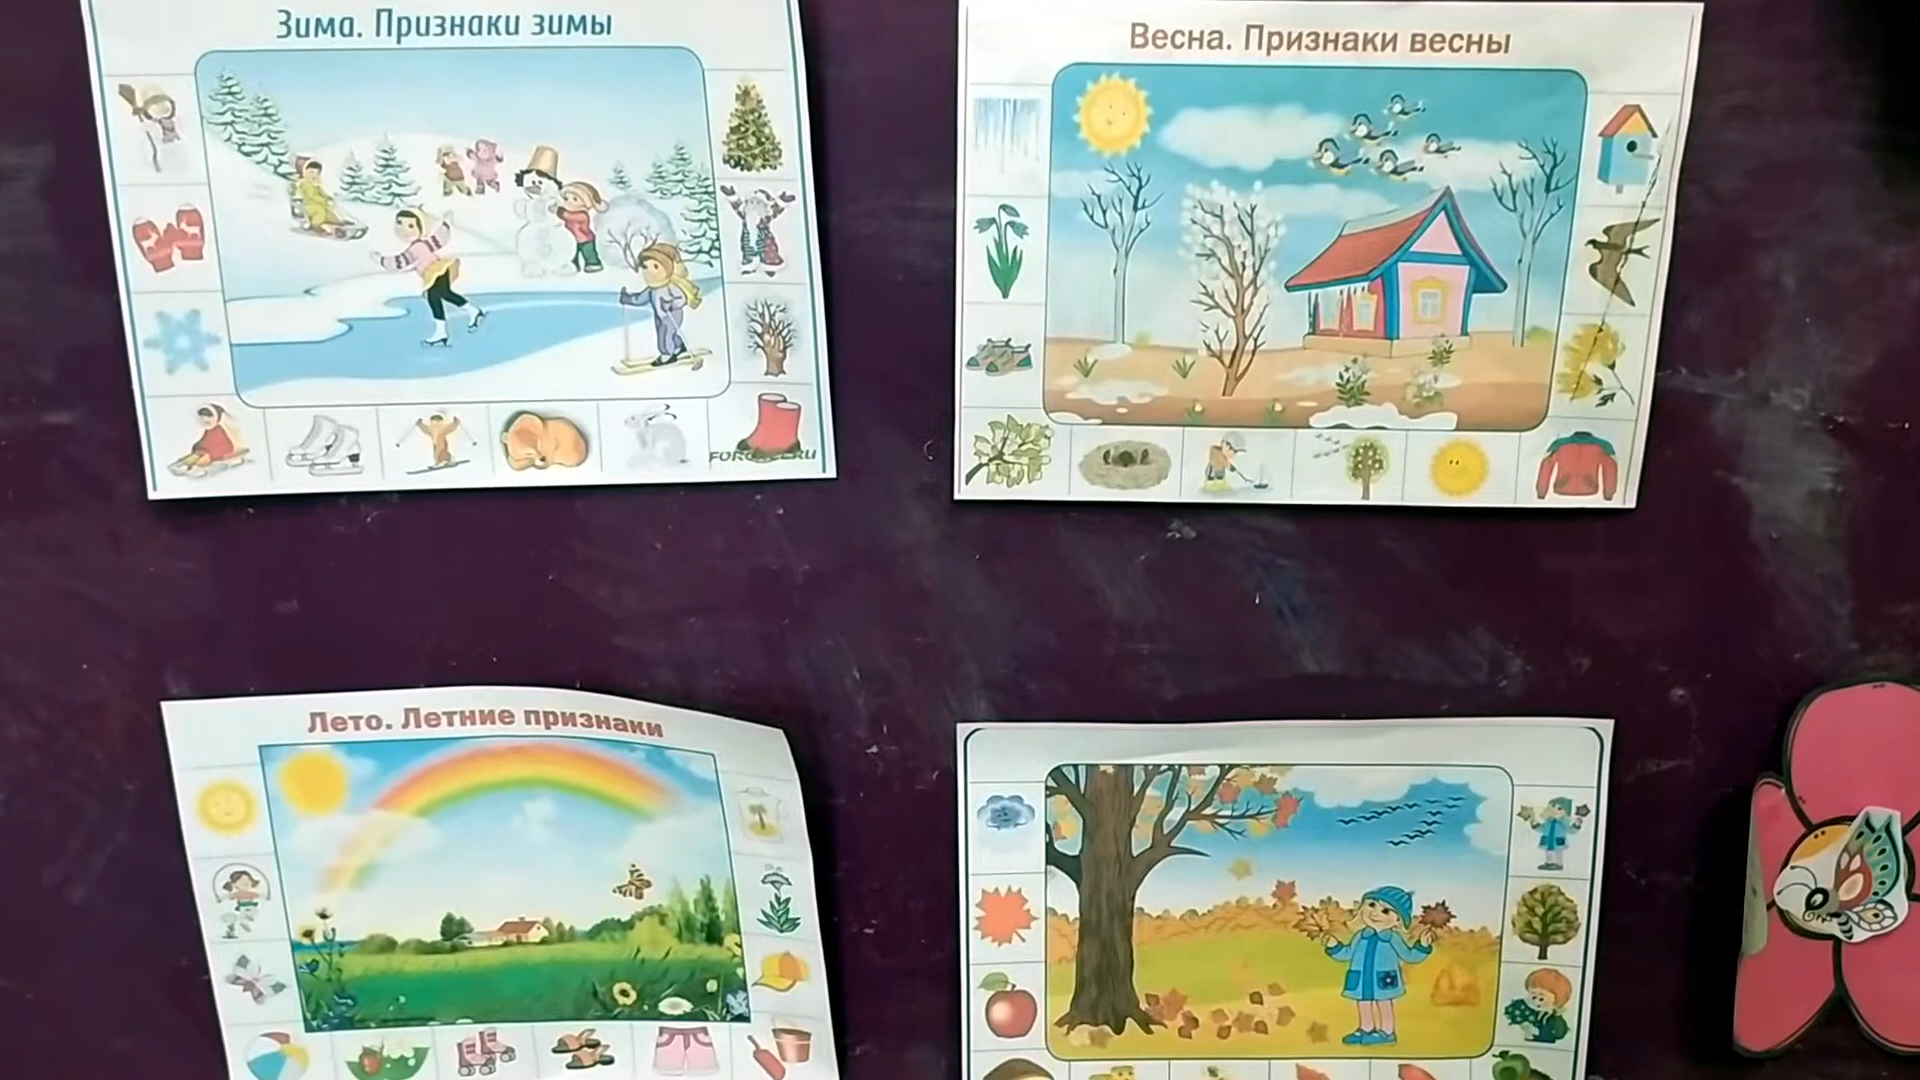 Зима. Признаки зимы
Весна. Признаки весны
Лето. Летние признаки